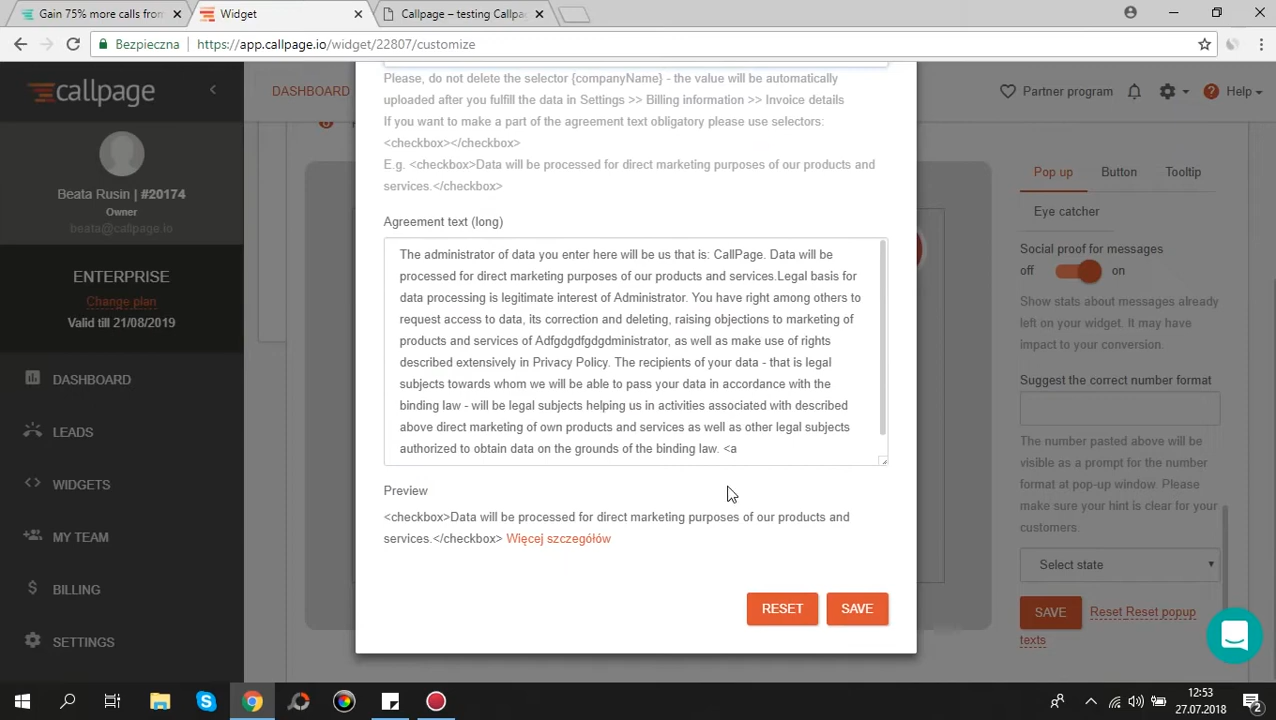 Gain 75% more calls from
Widget
Callpage – testing Callpa
Bezpieczna
https://app.callpage.io/widget/22807/customize
callpage
Beata Rusin | #20174
Owner
beata@callpage.io
ENTERPRISE
Change plan
Valid till 21/08/2019
DASHBOARD
LEADS
WIDGETS
MY TEAM
BILLING
SETTINGS
DASHBOARD
Partner program
Help
Please, do not delete the selector {companyName} - the value will be automatically
uploaded after you fulfill the data in Settings >> Billing information >> Invoice details
If you want to make a part of the agreement text obligatory please use selectors:
<checkbox></checkbox>
E.g. <checkbox>Data will be processed for direct marketing purposes of our products and
services.</checkbox>
Agreement text (long)
The administrator of data you enter here will be us that is: CallPage. Data will be
processed for direct marketing purposes of our products and services.Legal basis for
data processing is legitimate interest of Administrator. You have right among others to
request access to data, its correction and deleting, raising objections to marketing of
products and services of Adfgdgdfgdgdministrator, as well as make use of rights
described extensively in Privacy Policy. The recipients of your data - that is legal
subjects towards whom we will be able to pass your data in accordance with the
binding law - will be legal subjects helping us in activities associated with described
above direct marketing of own products and services as well as other legal subjects
authorized to obtain data on the grounds of the binding law. <a
Preview
<checkbox>Data will be processed for direct marketing purposes of our products and
services.</checkbox> Więcej szczegółów
RESET
SAVE
Pop up
Button
Tooltip
Eye catcher
Social proof for messages
off
on
Show stats about messages already
left on your widget. It may have
impact to your conversion.
Suggest the correct number format
The number pasted above will be
visible as a prompt for the number
format at pop-up window. Please
make sure your hint is clear for your
customers.
Select state
SAVE
Reset Reset popup
texts
12:53
27.07.2018
2